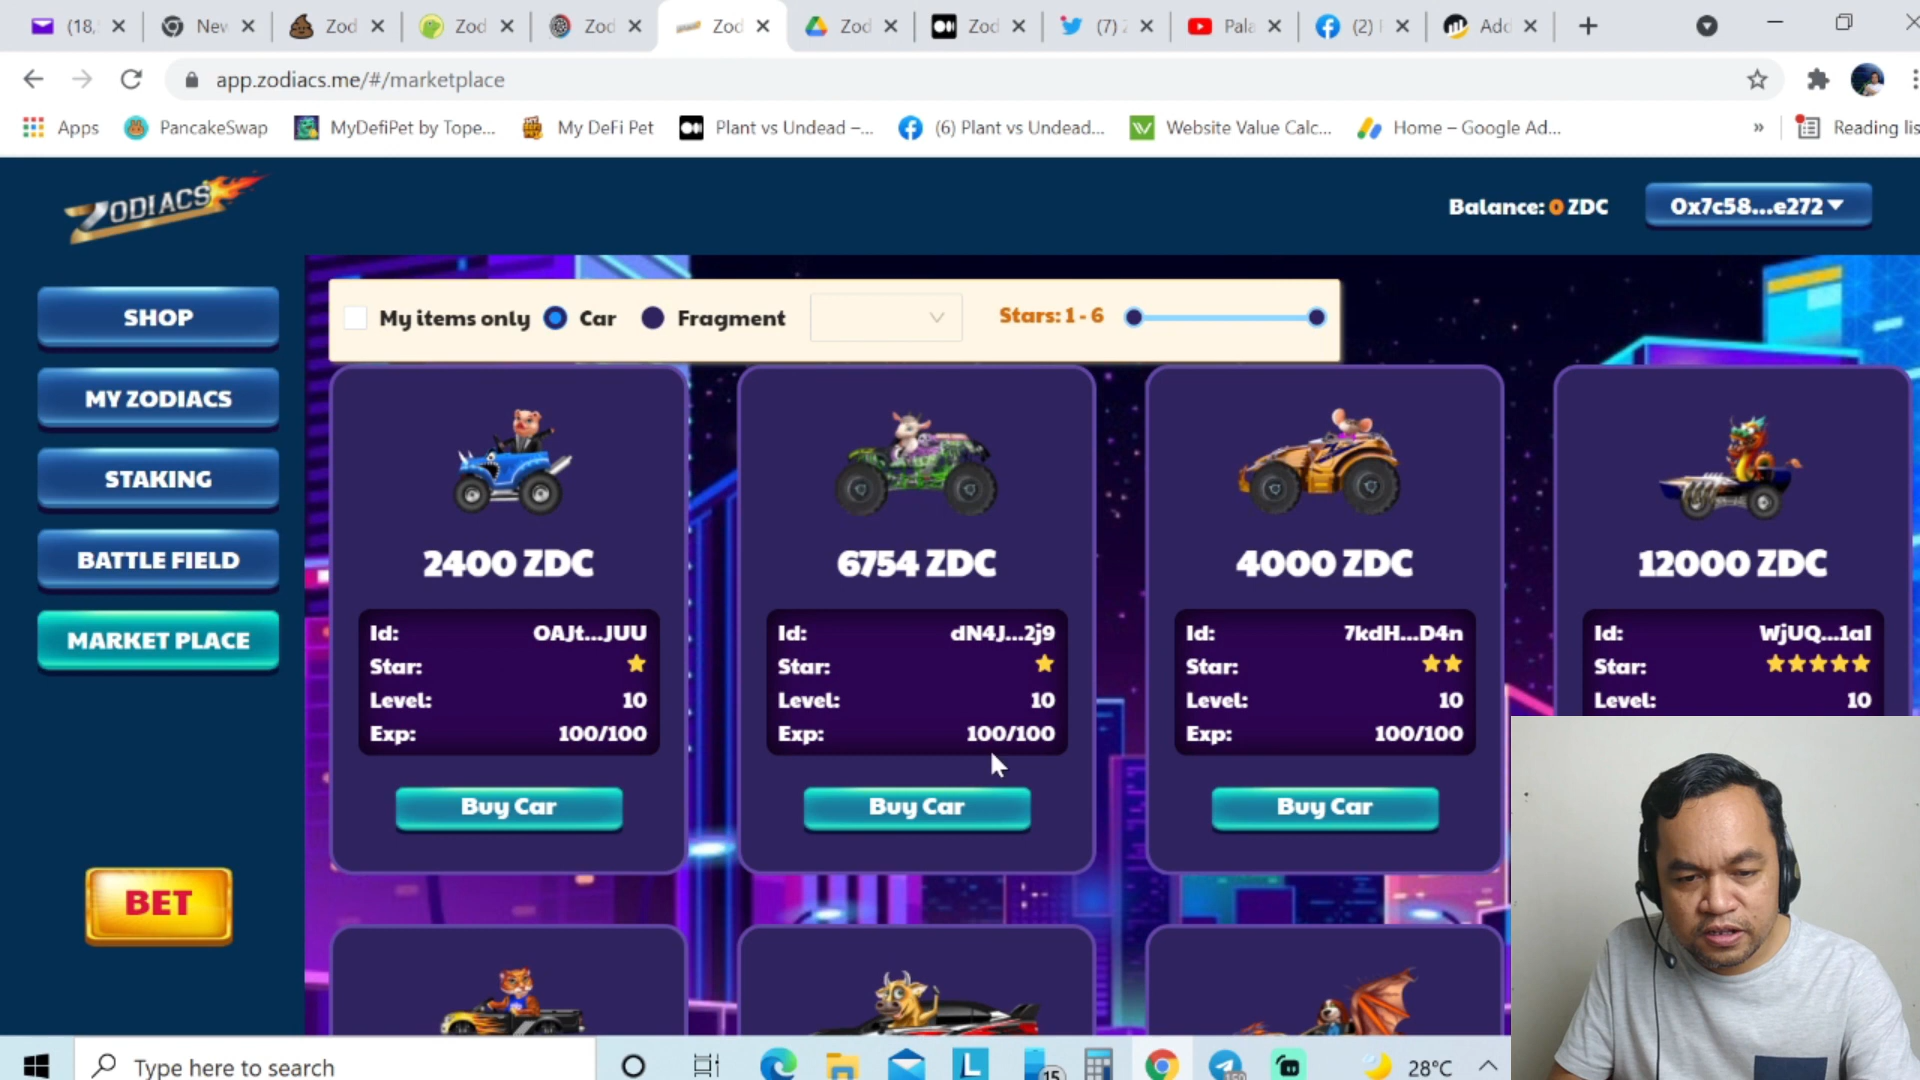 (18,
New
Zod
Zod
Zod
Zod
Zod
Zod
(7) Z
Pala
(2)
Add
app.zodiacs.me/#/marketplace
Apps
PancakeSwap
MyDefiPet by Tope...
My DeFi Pet
Plant vs Undead –...
(6) Plant vs Undead...
Website Value Calc...
Home – Google Ad...
»
Reading lis
ZODIACS
Balance: 0 ZDC
0x7c58...e272
SHOP
MY ZODIACS
STAKING
BATTLE FIELD
MARKET PLACE
BET
My items only
Car
Fragment
Stars: 1 - 6
2400 ZDC
Id: OAJt...JUU
Star:
Level: 10
Exp: 100/100
Buy Car
6754 ZDC
Id: dN4J...2j9
Star:
Level: 10
Exp: 100/100
Buy Car
4000 ZDC
Id: 7kdH...D4n
Star:
Level: 10
Exp: 100/100
Buy Car
12000 ZDC
Id: WjUQ...1aI
Star:
Level: 10
Type here to search
L
15
28°C